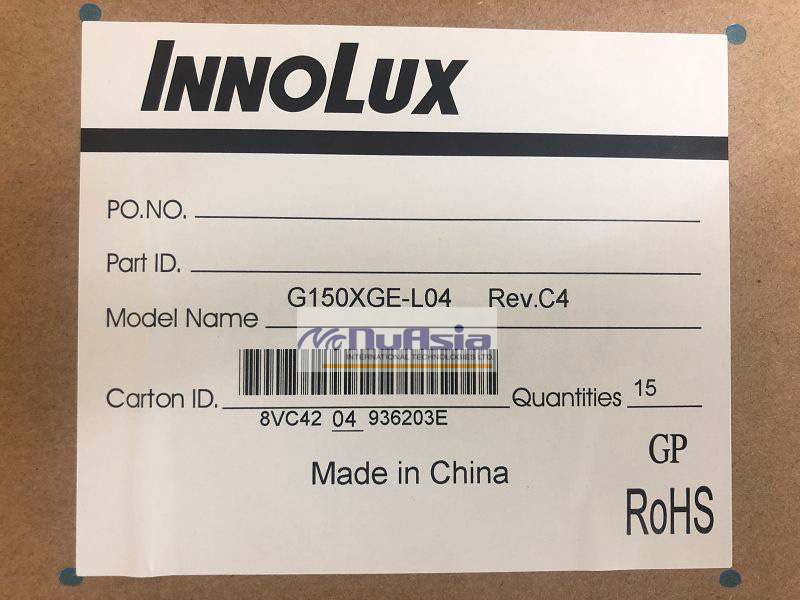 INNOLUX
PO.NO.
Part ID.
Model Name G150XGE-L04 Rev.C4
NuAsia
INTERNATIONAL TECHNOLOGIES LTD.
Carton ID. Quantities 15
8VC42 04 936203E
Made in China
GP
RoHS